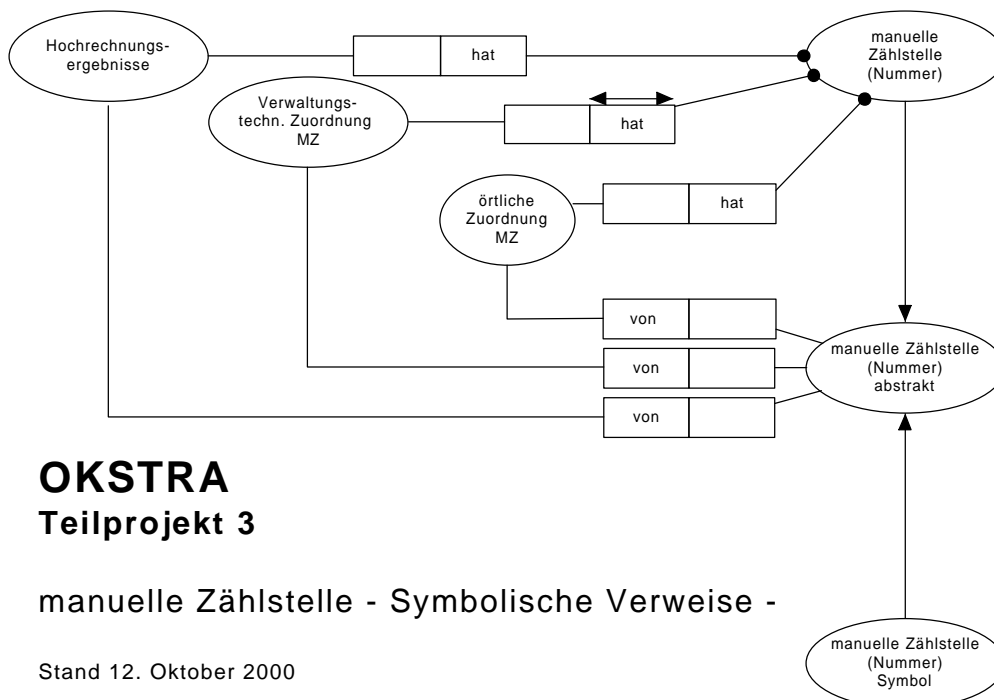 Hochrechnungs-
ergebnisse
hat
manuelle
Zählstelle
(Nummer)
Verwaltungs-
techn. Zuordnung
MZ
hat
örtliche
Zuordnung
MZ
hat
von
von
von
manuelle Zählstelle
(Nummer)
abstrakt
OKSTRA
Teilprojekt 3
manuelle Zählstelle - Symbolische Verweise -
Stand 12. Oktober 2000
manuelle Zählstelle
(Nummer)
Symbol